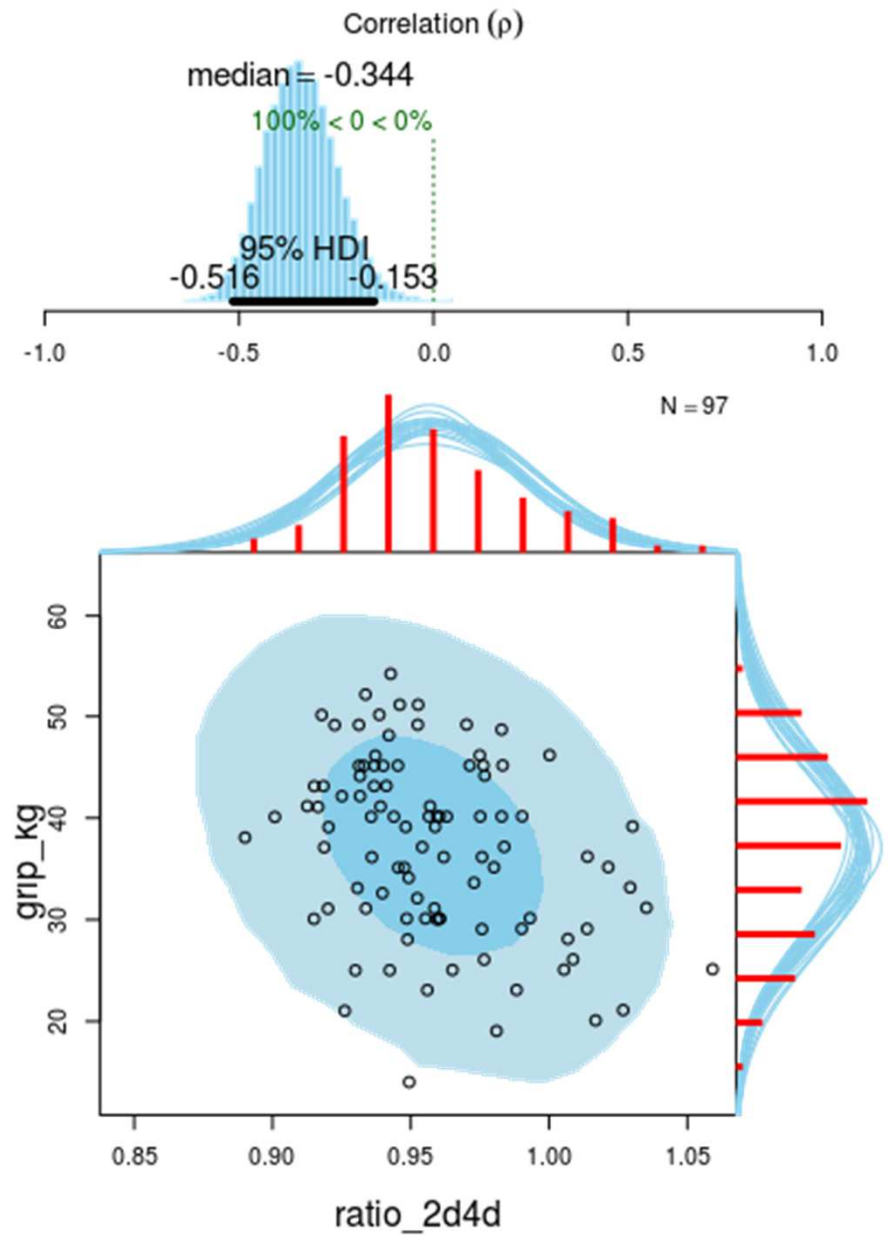 Correlation (ρ)
median = -0.344
100% < 0 < 0%
95% HDI
-0.516 -0.153
-1.0 -0.5 0.0 0.5 1.0
N = 97
60
50
40
30
20
grip_kg
0.85 0.90 0.95 1.00 1.05
ratio_2d4d